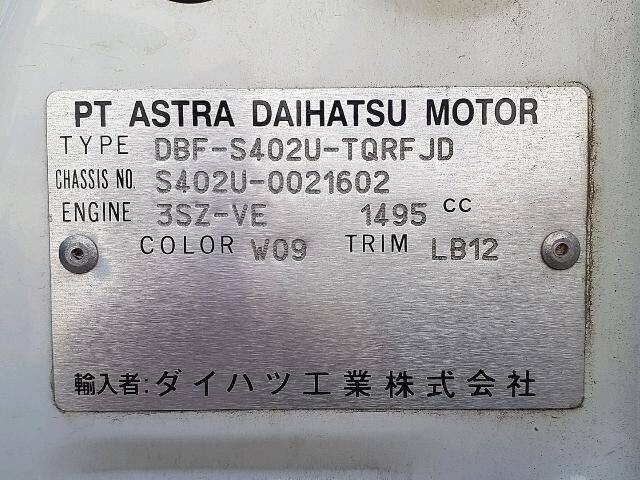 PT ASTRA DAIHATSU MOTOR
TYPE DBF-S402U-TQRFJD
CHASSIS NO. S402U-0021602
ENGINE 3SZ-VE 1495 CC
COLOR W09 TRIM LB12
輸入者:ダイハツ工業株式会社